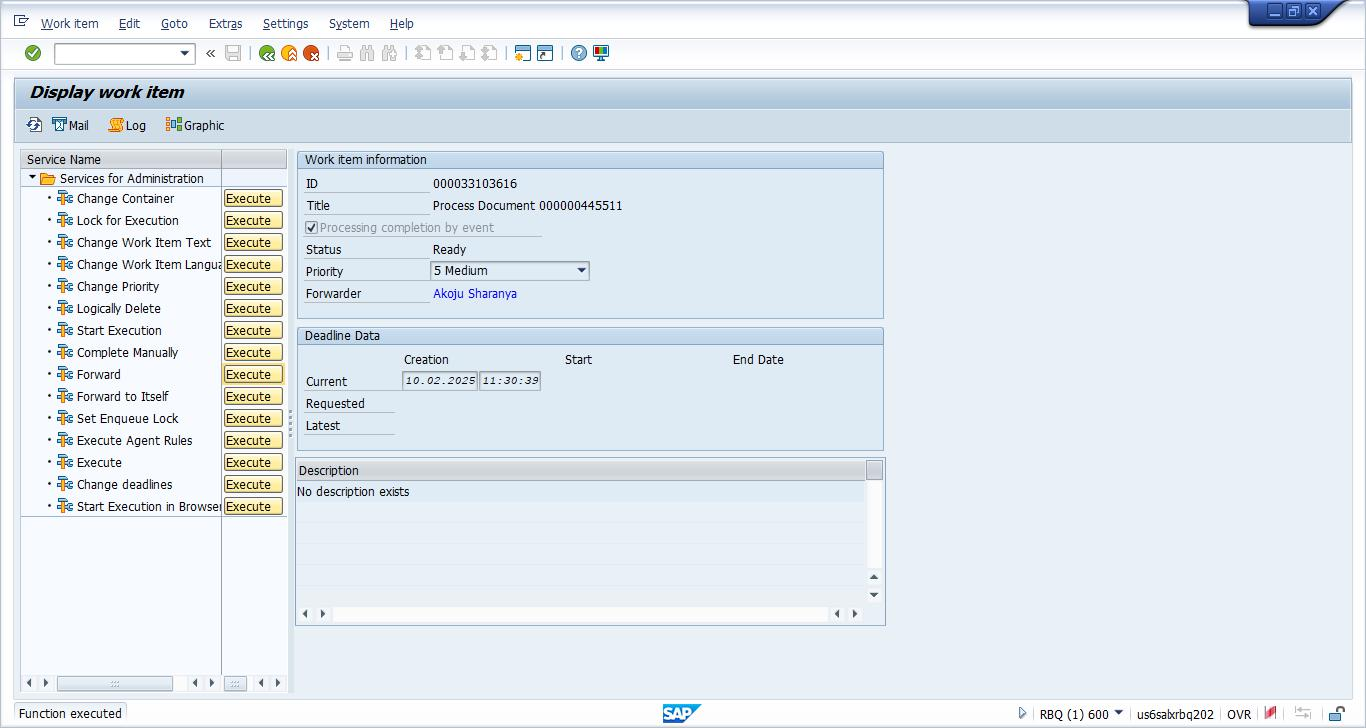 Work item Edit Goto Extras Settings System Help
Display work item
Mail Log Graphic
Service Name
Services for Administration
Change Container Execute
Lock for Execution Execute
Change Work Item Text Execute
Change Work Item Langua Execute
Change Priority Execute
Logically Delete Execute
Start Execution Execute
Complete Manually Execute
Forward Execute
Forward to Itself Execute
Set Enqueue Lock Execute
Execute Agent Rules Execute
Execute Execute
Change deadlines Execute
Start Execution in Browser Execute
Work item information
ID 000033103616
Title Process Document 000000445511
Processing completion by event
Status Ready
Priority 5 Medium
Forwarder Akoju Sharanya
Deadline Data
Creation Start End Date
Current 10.02.2025 11:30:39
Requested
Latest
Description
No description exists
Function executed SAP RBQ (1) 600 us6salxrbq202 OVR